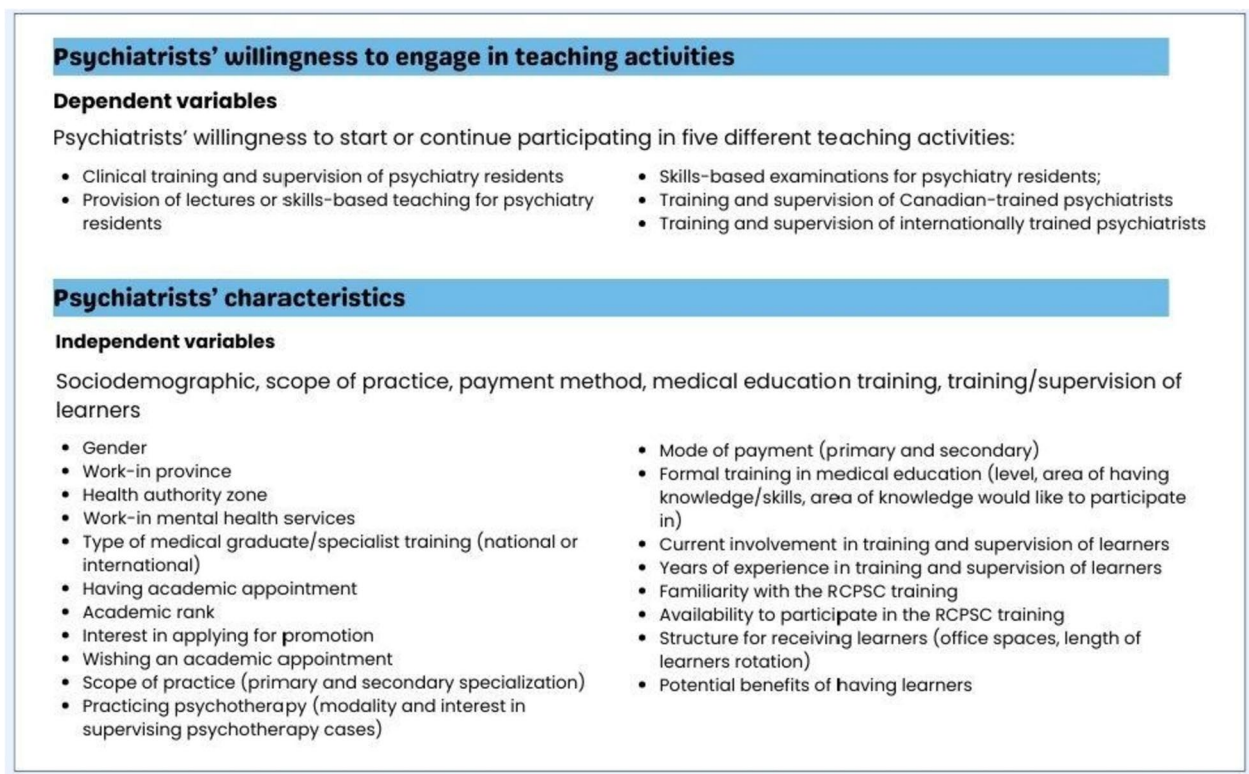 Psychiatrists' willingness to engage in teaching activities
Dependent variables
Psychiatrists' willingness to start or continue participating in five different teaching activities:
• Clinical training and supervision of psychiatry residents
• Provision of lectures or skills-based teaching for psychiatry
residents
• Skills-based examinations for psychiatry residents;
• Training and supervision of Canadian-trained psychiatrists
• Training and supervision of internationally trained psychiatrists
Psychiatrists' characteristics
Independent variables
Sociodemographic, scope of practice, payment method, medical education training, training/supervision of
learners
• Gender
• Work-in province
• Health authority zone
• Work-in mental health services
• Type of medical graduate/specialist training (national or
international)
• Having academic appointment
• Academic rank
• Interest in applying for promotion
• Wishing an academic appointment
• Scope of practice (primary and secondary specialization)
• Practicing psychotherapy (modality and interest in
supervising psychotherapy cases)
• Mode of payment (primary and secondary)
• Formal training in medical education (level, area of having
knowledge/skills, area of knowledge would like to participate
in)
• Current involvement in training and supervision of learners
• Years of experience in training and supervision of learners
• Familiarity with the RCPSC training
• Availability to participate in the RCPSC training
• Structure for receiving learners (office spaces, length of
learners rotation)
• Potential benefits of having learners